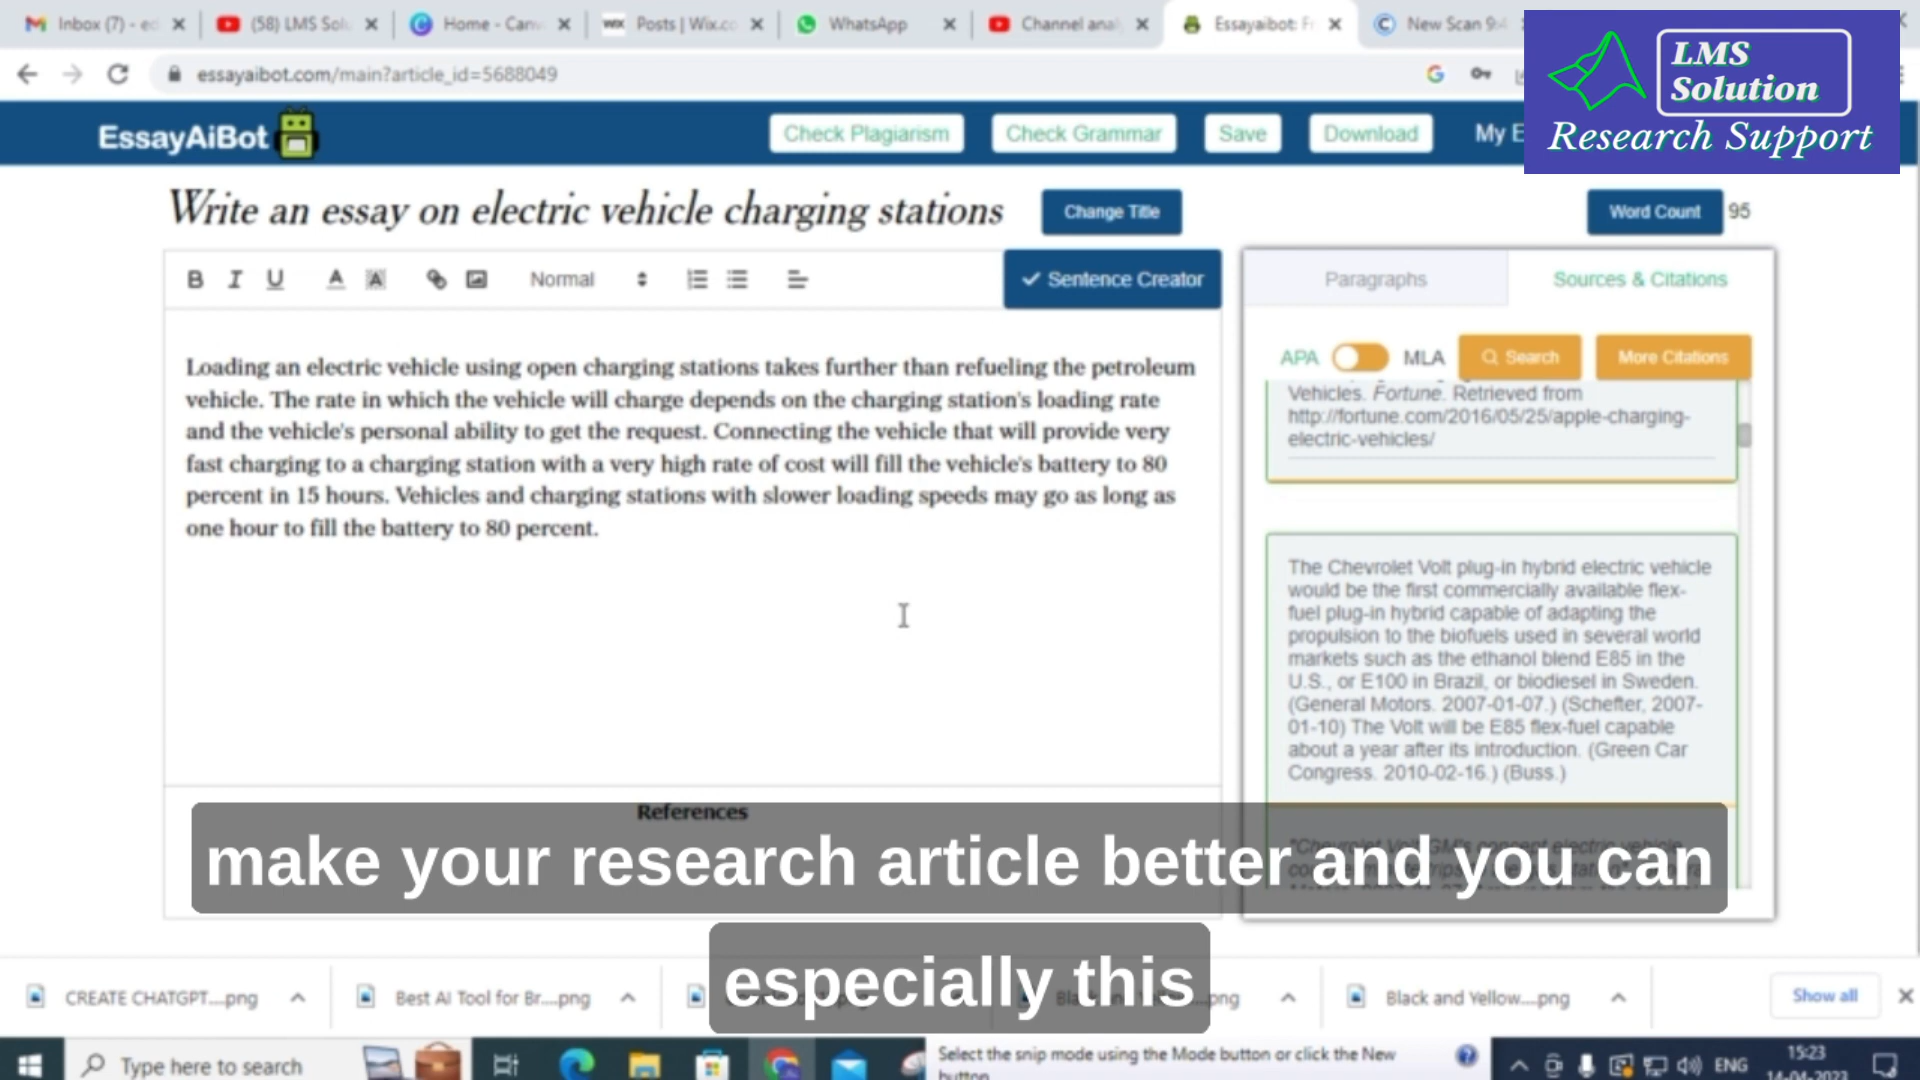 Inbox (7) - ed
(58) LMS Solu
Home - Canv
Posts | Wix.co
WhatsApp
Channel anal
Essayaibot: Fr
New Scan 9:4
essayaibot.com/main?article_id=5688049
LMS
Solution
Research Support
EssayAiBot
Check Plagiarism
Check Grammar
Save
Download
My E
Write an essay on electric vehicle charging stations
Change Title
Word Count
95
B I U A A
Normal
Sentence Creator
Paragraphs
Sources & Citations
APA
MLA
Search
More Citations
Loading an electric vehicle using open charging stations takes further than refueling the petroleum
vehicle. The rate in which the vehicle will charge depends on the charging station's loading rate
and the vehicle's personal ability to get the request. Connecting the vehicle that will provide very
fast charging to a charging station with a very high rate of cost will fill the vehicle's battery to 80
percent in 15 hours. Vehicles and charging stations with slower loading speeds may go as long as
one hour to fill the battery to 80 percent.
Vehicles. Fortune. Retrieved from
http://fortune.com/2016/05/25/apple-charging-
electric-vehicles/
The Chevrolet Volt plug-in hybrid electric vehicle
would be the first commercially available flex-
fuel plug-in hybrid capable of adapting the
propulsion to the biofuels used in several world
markets such as the ethanol blend E85 in the
U.S., or E100 in Brazil, or biodiesel in Sweden.
(General Motors. 2007-01-07.) (Schefter, 2007-
01-10) The Volt will be E85 flex-fuel capable
about a year after its introduction. (Green Car
Congress. 2010-02-16.) (Buss.)
References
make your research article better and you can
especially this
CREATE CHATGPT....png
Best AI Tool for Br....png
png
Black and Yellow....png
Show all
Type here to search
Select the snip mode using the Mode button or click the New
button
ENG
15:23
14-04-2023